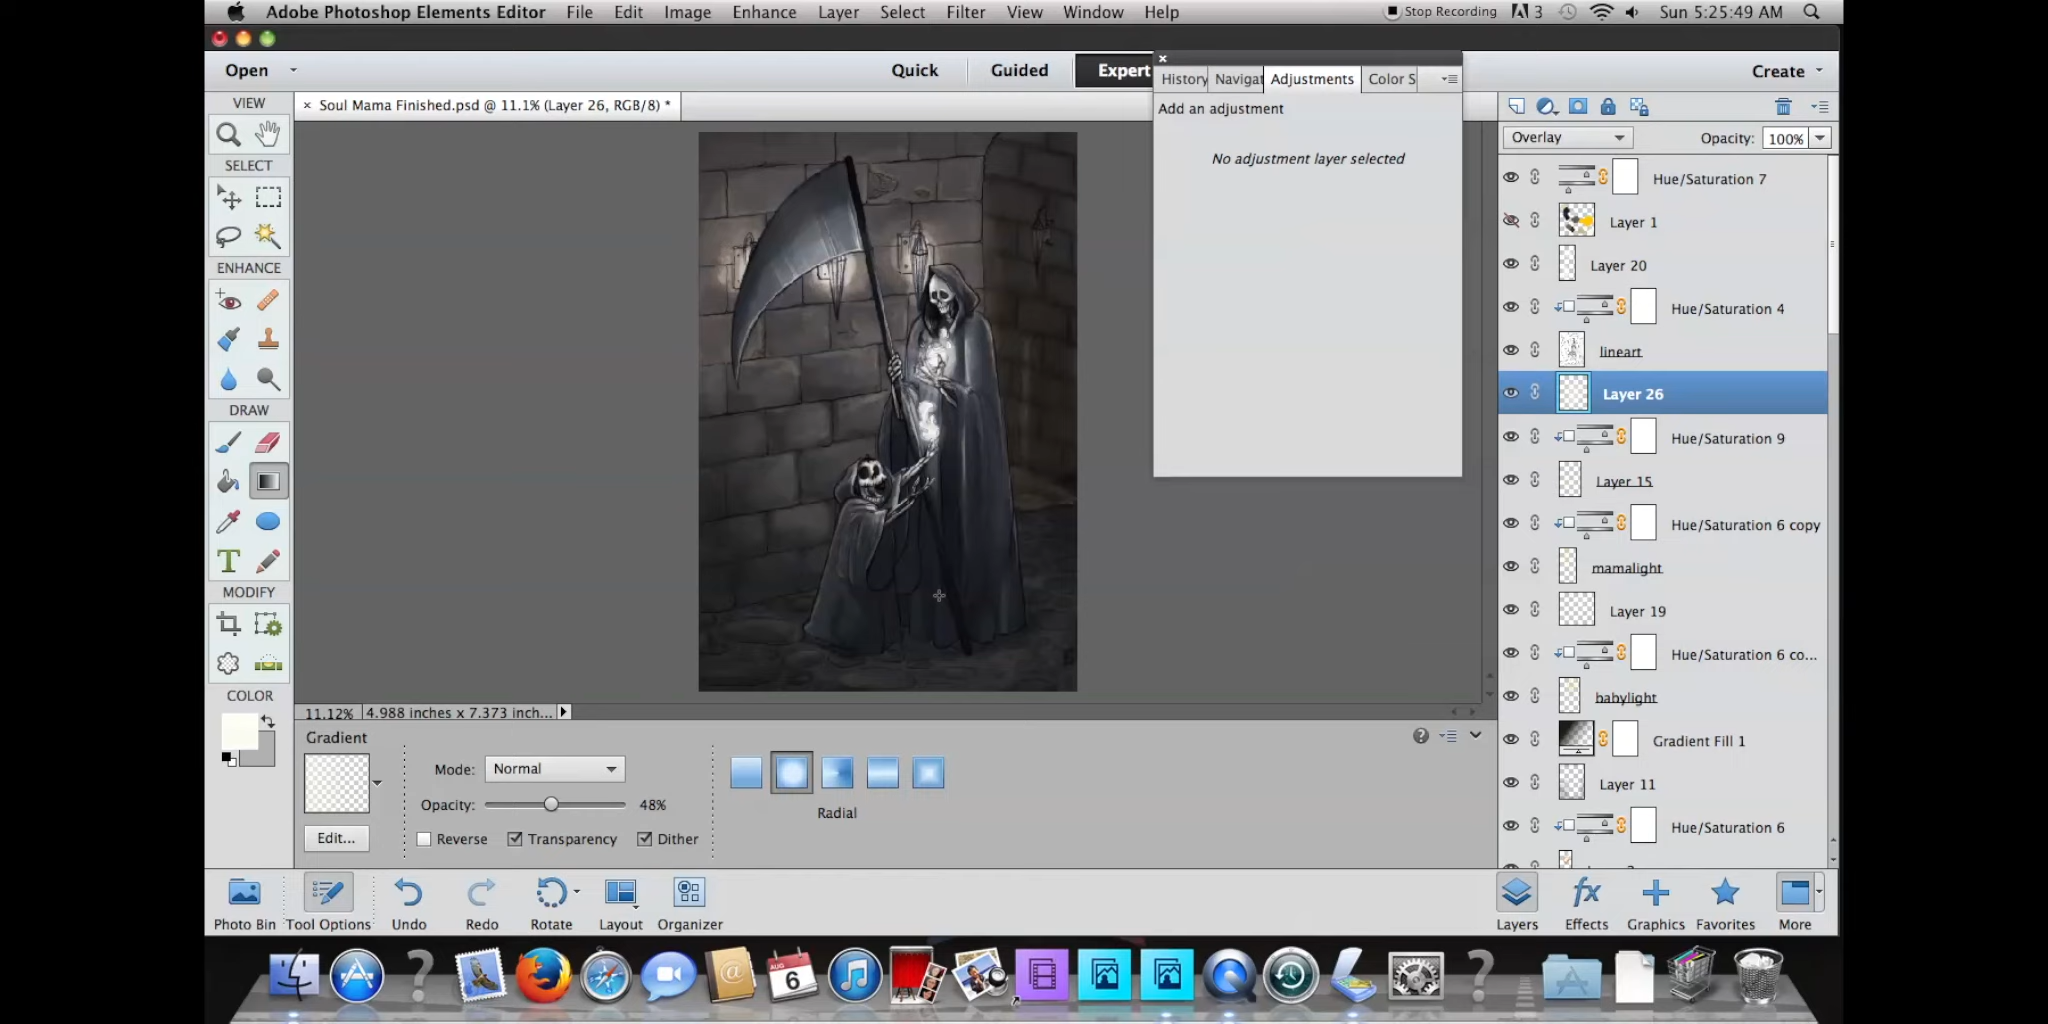 Adobe Photoshop Elements Editor File Edit Image Enhance Layer Select Filter View Window Help
Stop Recording 3 Sun 5:25:49 AM
Open Quick Guided Expert Create
History Navigat Adjustments Color S
Add an adjustment
No adjustment layer selected
VIEW
SELECT
ENHANCE
DRAW
T
MODIFY
COLOR
× Soul Mama Finished.psd @ 11.1% (Layer 26, RGB/8) *
Overlay Opacity: 100%
Hue/Saturation 7
Layer 1
Layer 20
Hue/Saturation 4
lineart
Layer 26
Hue/Saturation 9
Layer 15
Hue/Saturation 6 copy
mamalight
Layer 19
Hue/Saturation 6 co...
babylight
Gradient Fill 1
Layer 11
Hue/Saturation 6
11.12% 4.988 inches x 7.373 inch...
Gradient
Mode: Normal
Opacity: 48%
Radial
Edit... Reverse Transparency Dither
Photo Bin Tool Options Undo Redo Rotate Layout Organizer
fx
Layers Effects Graphics Favorites More
AUG
6